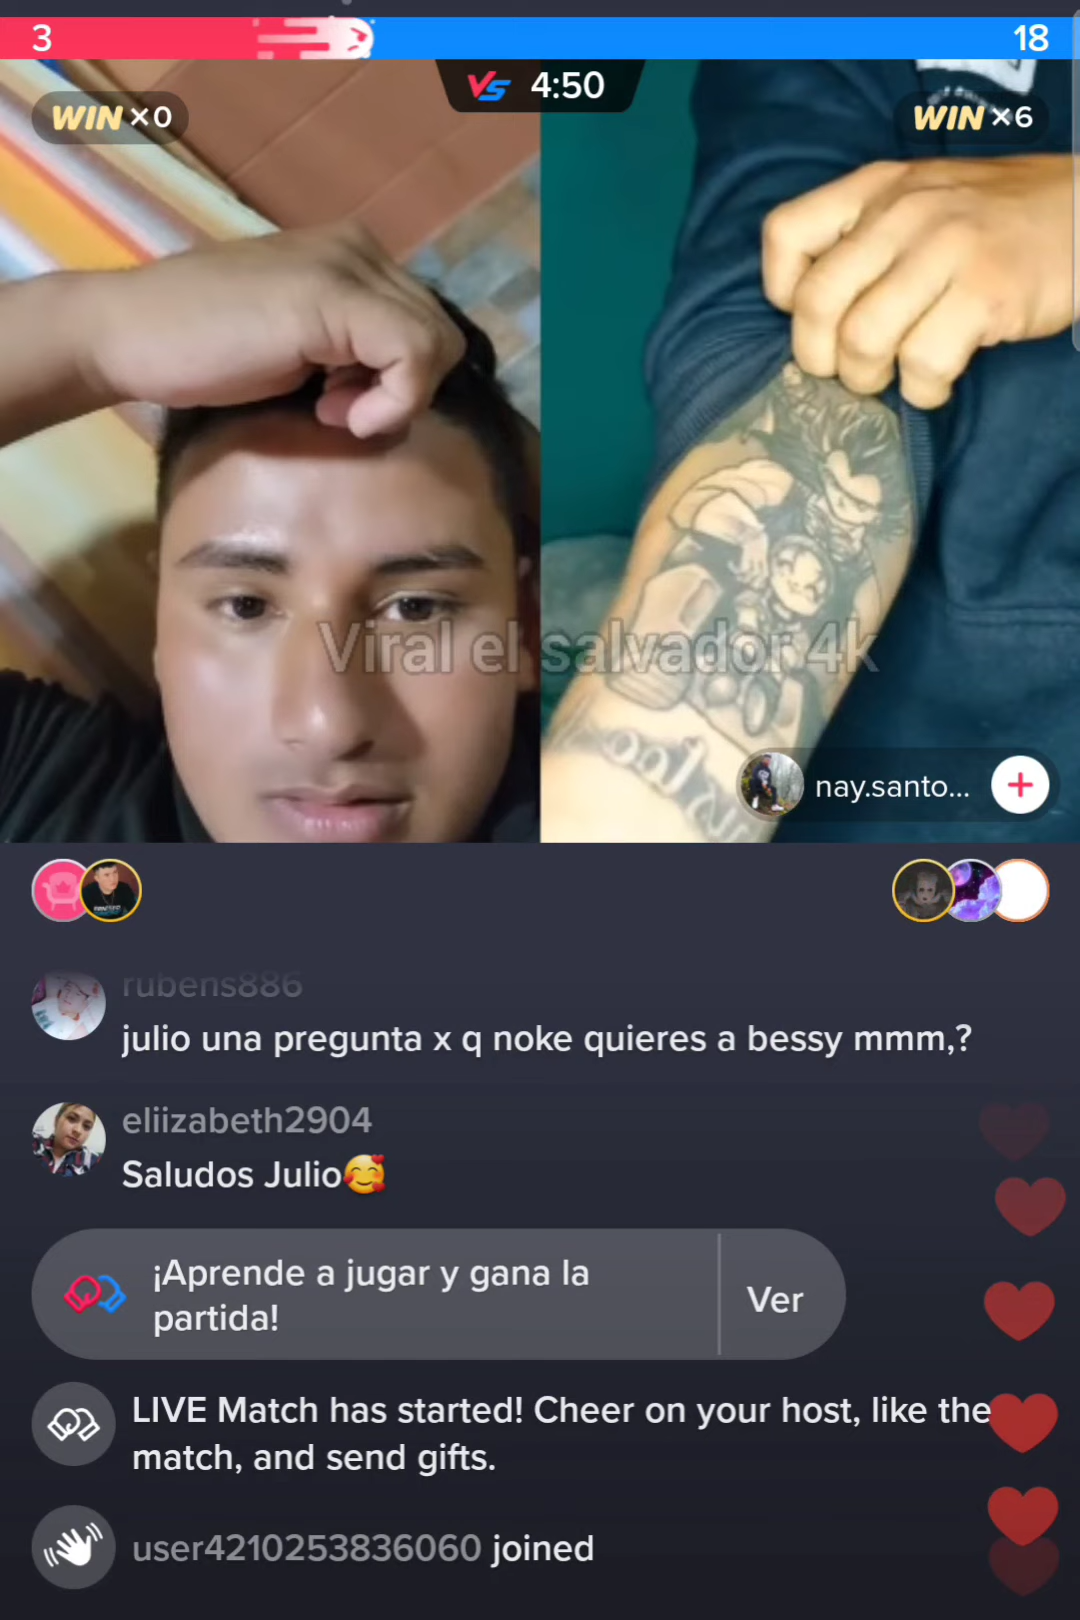 3
18
VS 4:50
WIN ×0
WIN ×6
Viral el salvador 4k
nay.santo...
rubens886
julio una pregunta x q noke quieres a bessy mmm,?
eliizabeth2904
Saludos Julio🥰
¡Aprende a jugar y gana la
partida!
Ver
LIVE Match has started! Cheer on your host, like the
match, and send gifts.
user4210253836060 joined